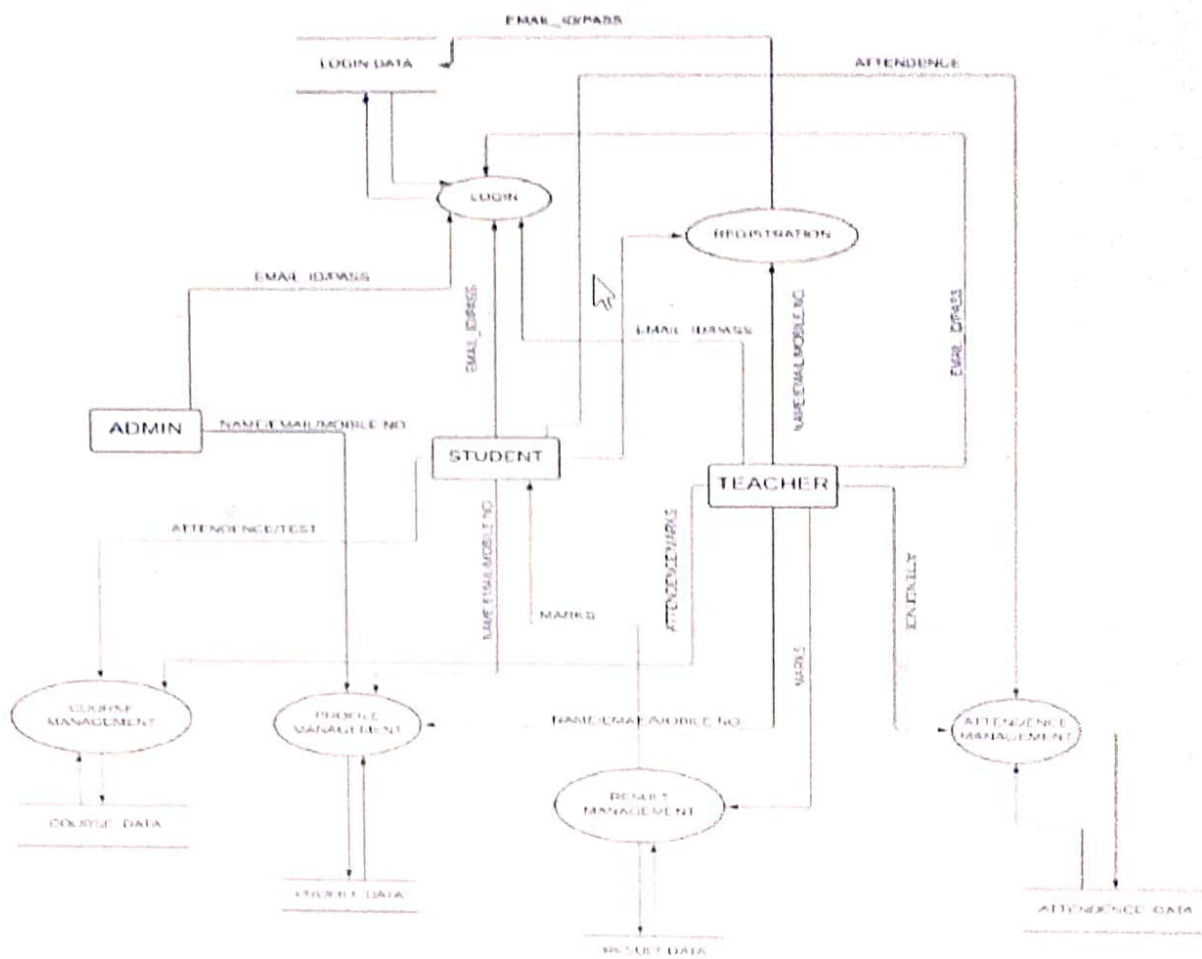 EMAIL_ID/PASS
LOGIN DATA
ATTENDENCE
LOGIN
REGISTRATION
EMAIL_ID/PASS
EMAIL_ID/PASS
EMAIL_ID/PASS
NAME/EMAIL/MOBILE NO.
EMAIL_ID/PASS
ADMIN
NAME/EMAIL/MOBILE NO.
STUDENT
TEACHER
ATTENDENCE/TEST
NAME/EMAIL/MOBILE NO
MARKS
ATTENDENCE/MARKS
MARKS
COURSE
MANAGEMENT
PROFILE
MANAGEMENT
NAME/EMAIL/MOBILE NO.
ATTENDENCE
MANAGEMENT
RESULT
MANAGEMENT
COURSE DATA
PROFILE DATA
RESULT DATA
ATTENDENCE DATA